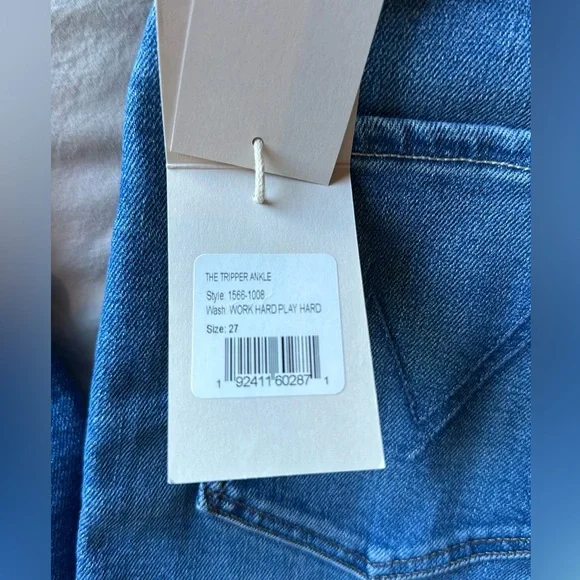 THE TRIPPER ANKLE
Style: 1566-1008
Wash: WORK HARD PLAY HARD
Size: 27
1 92411 60287 1